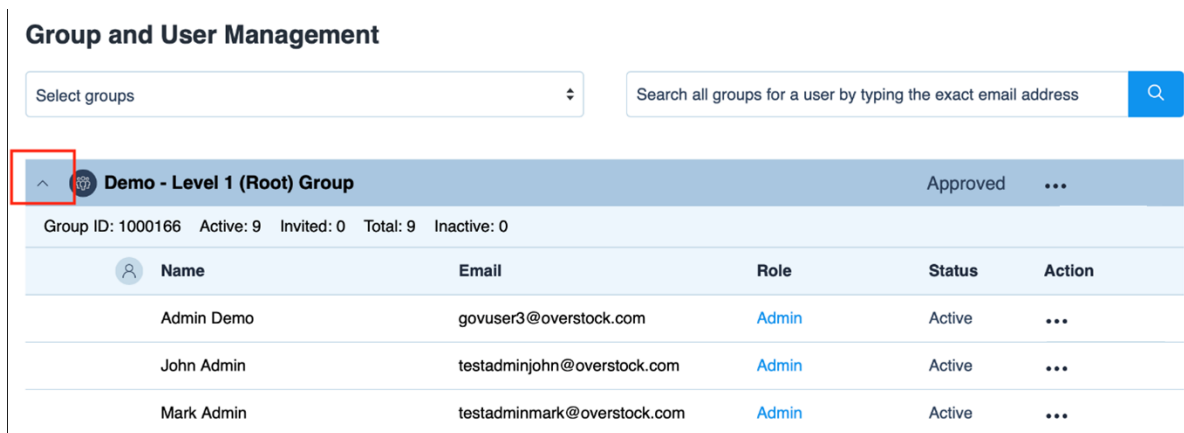 Group and User Management
Select groups Search all groups for a user by typing the exact email address
Demo - Level 1 (Root) Group Approved
Group ID: 1000166 Active: 9 Invited: 0 Total: 9 Inactive: 0
Name Email Role Status Action
Admin Demo govuser3@overstock.com Admin Active
John Admin testadminjohn@overstock.com Admin Active
Mark Admin testadminmark@overstock.com Admin Active